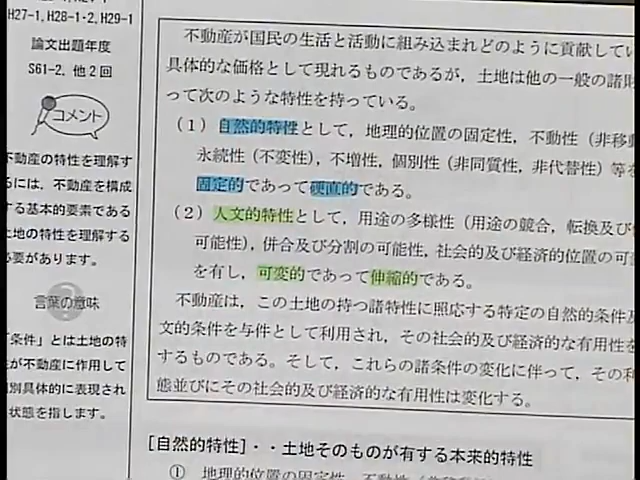 H27-1, H28-1・2, H29-1
論文出題年度
S61-2, 他2回
コメント
不動産の特性を理解す
るには、不動産を構成
する基本的要素である
土地の特性を理解する
必要があります。
言葉の意味
「条件」とは土地の特
が不動産に作用して
別具体的に表現され
状態を指します。
不動産が国民の生活と活動に組み込まれどのように貢献してい
具体的な価格として現れるものであるが，土地は他の一般の諸財
って次のような特性を持っている。
(1) 自然的特性として，地理的位置の固定性，不動性（非移動
永続性（不変性），不増性，個別性（非同質性，非代替性）等を
固定的であって硬直的である。
(2) 人文的特性として，用途の多様性（用途の競合，転換及び
可能性），併合及び分割の可能性，社会的及び経済的位置の可
を有し，可変的であって伸縮的である。
不動産は，この土地の持つ諸特性に照応する特定の自然的条件及
文的条件を与件として利用され，その社会的及び経済的な有用性を
するものである。そして，これらの諸条件の変化に伴って，その利
態並びにその社会的及び経済的な有用性は変化する。
[自然的特性]・・土地そのものが有する本来的特性
① 地理的位置の固定性，不動性